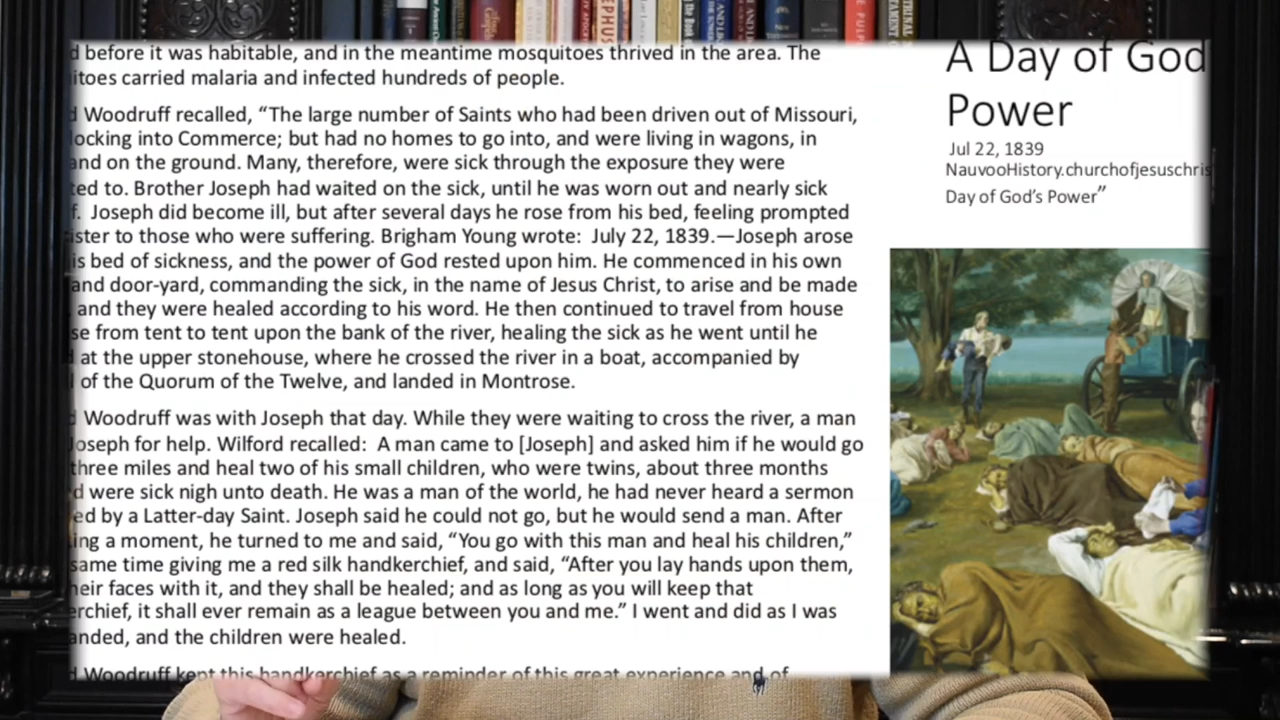 d before it was habitable, and in the meantime mosquitoes thrived in the area. The
itoes carried malaria and infected hundreds of people.
d Woodruff recalled, “The large number of Saints who had been driven out of Missouri,
locking into Commerce; but had no homes to go into, and were living in wagons, in
and on the ground. Many, therefore, were sick through the exposure they were
ted to. Brother Joseph had waited on the sick, until he was worn out and nearly sick
f. Joseph did become ill, but after several days he rose from his bed, feeling prompted
ister to those who were suffering. Brigham Young wrote: July 22, 1839.—Joseph arose
is bed of sickness, and the power of God rested upon him. He commenced in his own
and door-yard, commanding the sick, in the name of Jesus Christ, to arise and be made
and they were healed according to his word. He then continued to travel from house
se from tent to tent upon the bank of the river, healing the sick as he went until he
d at the upper stonehouse, where he crossed the river in a boat, accompanied by
l of the Quorum of the Twelve, and landed in Montrose.
d Woodruff was with Joseph that day. While they were waiting to cross the river, a man
Joseph for help. Wilford recalled: A man came to [Joseph] and asked him if he would go
three miles and heal two of his small children, who were twins, about three months
d were sick nigh unto death. He was a man of the world, he had never heard a sermon
ed by a Latter-day Saint. Joseph said he could not go, but he would send a man. After
ing a moment, he turned to me and said, “You go with this man and heal his children,”
same time giving me a red silk handkerchief, and said, “After you lay hands upon them,
heir faces with it, and they shall be healed; and as long as you will keep that
erchief, it shall ever remain as a league between you and me.” I went and did as I was
anded, and the children were healed.
d Woodruff kept this handkerchief as a reminder of this great experience and of
A Day of God
Power
Jul 22, 1839
NauvooHistory.churchofjesuschris
Day of God’s Power”